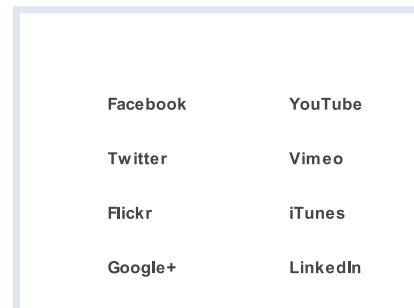 Facebook YouTube
Twitter Vimeo
Flickr iTunes
Google+ LinkedIn